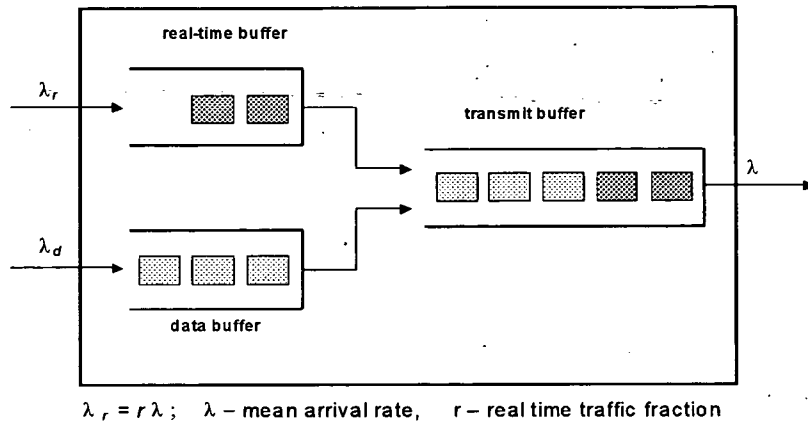 real-time buffer
λr
transmit buffer
λ
λd
data buffer
λ r = r λ ; λ – mean arrival rate, r – real time traffic fraction